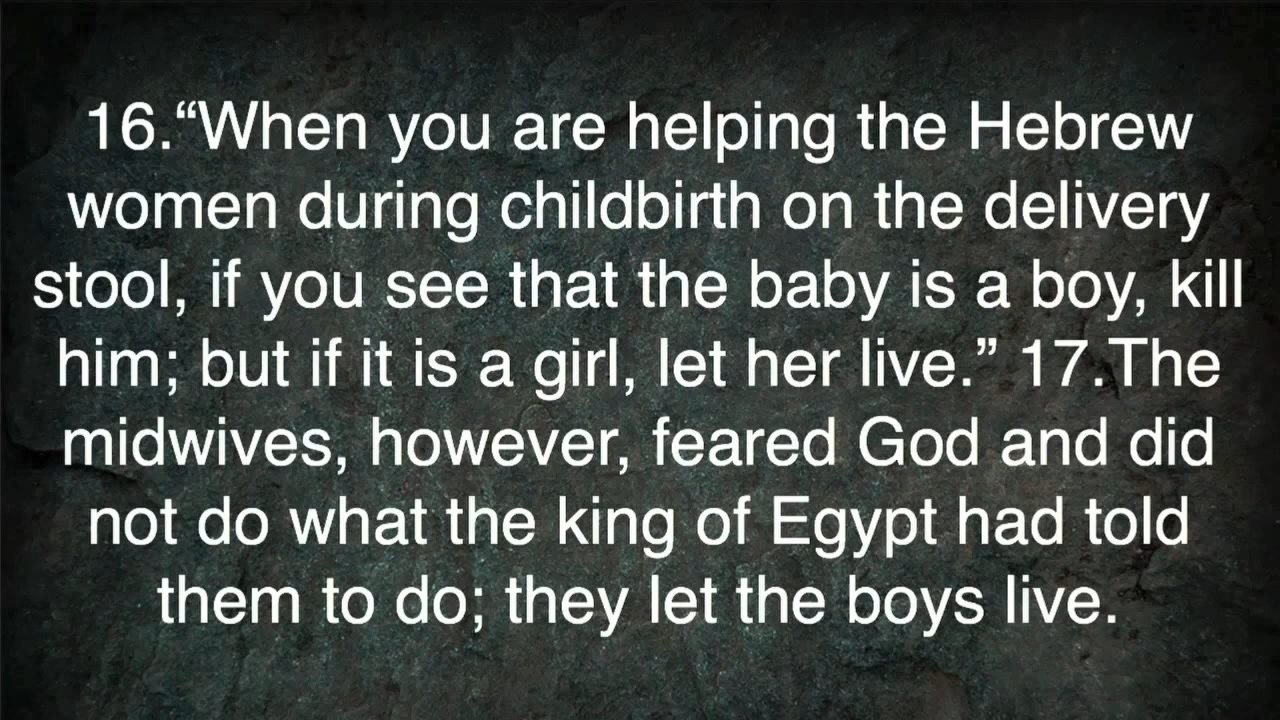 16.“When you are helping the Hebrew
women during childbirth on the delivery
stool, if you see that the baby is a boy, kill
him; but if it is a girl, let her live.” 17.The
midwives, however, feared God and did
not do what the king of Egypt had told
them to do; they let the boys live.